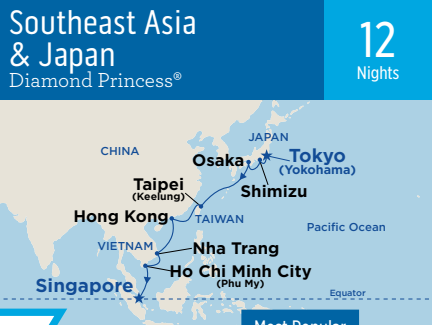 Southeast Asia
& Japan
Diamond Princess®
12
Nights
JAPAN
CHINA
Osaka
Tokyo
(Yokohama)
Taipei
(Keelung)
Shimizu
Hong Kong
TAIWAN
Pacific Ocean
VIETNAM
Nha Trang
Ho Chi Minh City
(Phu My)
Singapore
Equator
Most Popular